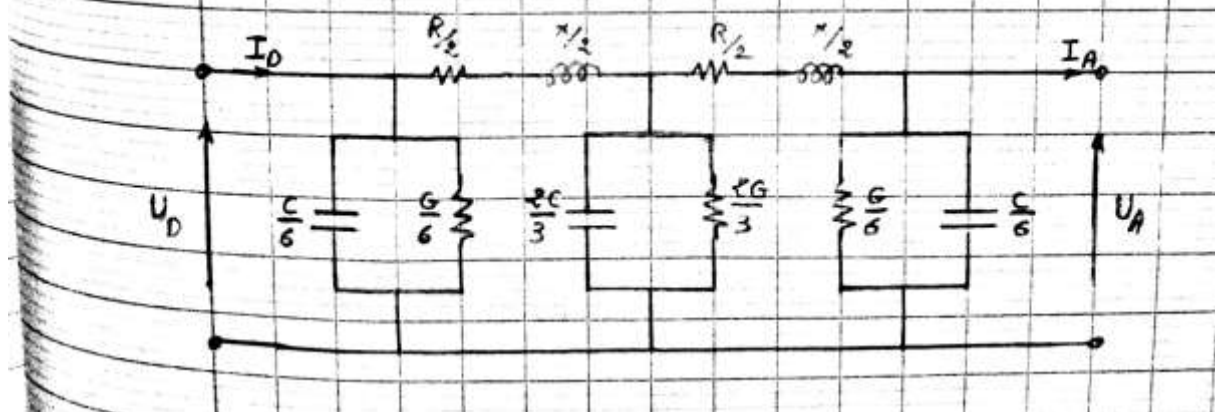 I_D R/2 x/2 R/2 x/2 I_A
U_D C/6 G/6 2C/3 2G/3 G/6 C/6 U_A